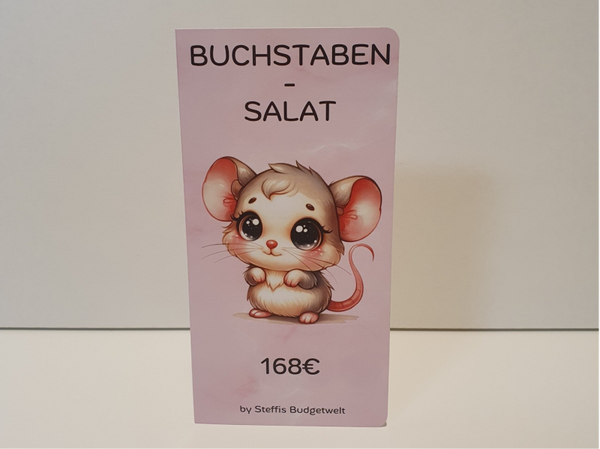 BUCHSTABEN
-
SALAT
168€
by Steffis Budgetwelt